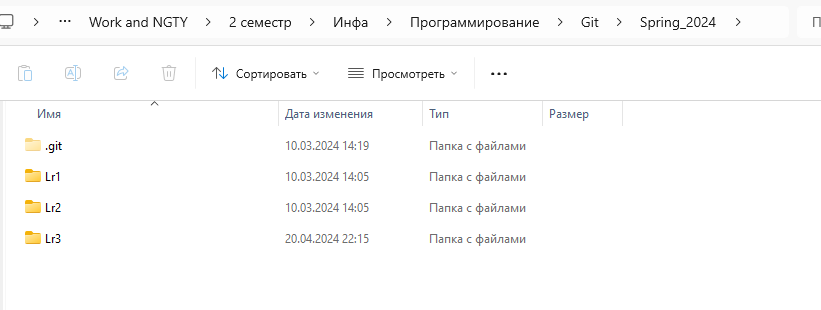 Work and NGTY > 2 семестр > Инфа > Программирование > Git > Spring_2024 > П
Сортировать Просмотреть
Имя Дата изменения Тип Размер
.git 10.03.2024 14:19 Папка с файлами
Lr1 10.03.2024 14:05 Папка с файлами
Lr2 10.03.2024 14:05 Папка с файлами
Lr3 20.04.2024 22:15 Папка с файлами